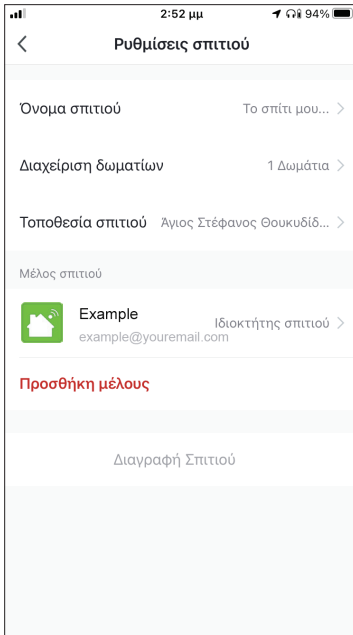 2:52 μμ 94%
Ρυθμίσεις σπιτιού
Όνομα σπιτιού Το σπίτι μου...
Διαχείριση δωματίων 1 Δωμάτια
Τοποθεσία σπιτιού Άγιος Στέφανος Θουκυδίδ...
Μέλος σπιτιού
Example
Ιδιοκτήτης σπιτιού
example@youremail.com
Προσθήκη μέλους
Διαγραφή Σπιτιού